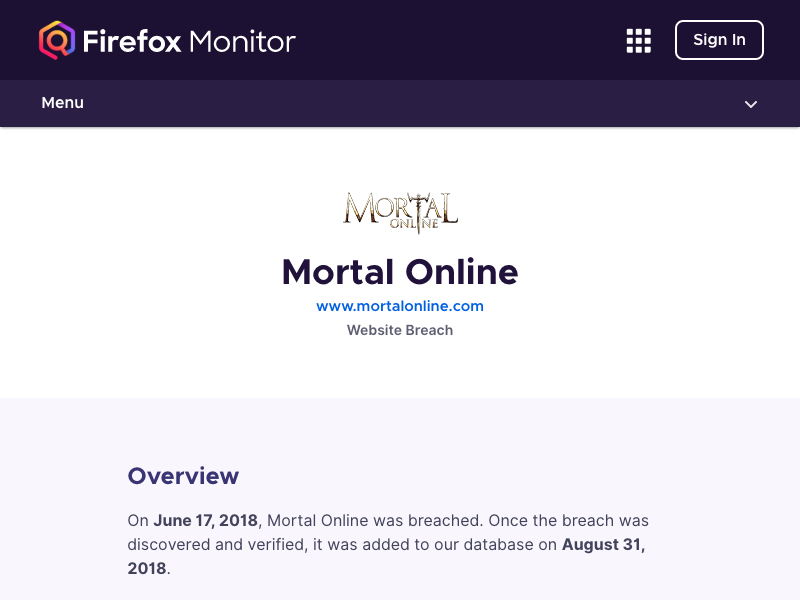 Firefox Monitor
Sign In
Menu
MORTAL
ONLINE
Mortal Online
www.mortalonline.com
Website Breach
Overview
On June 17, 2018, Mortal Online was breached. Once the breach was
discovered and verified, it was added to our database on August 31,
2018.